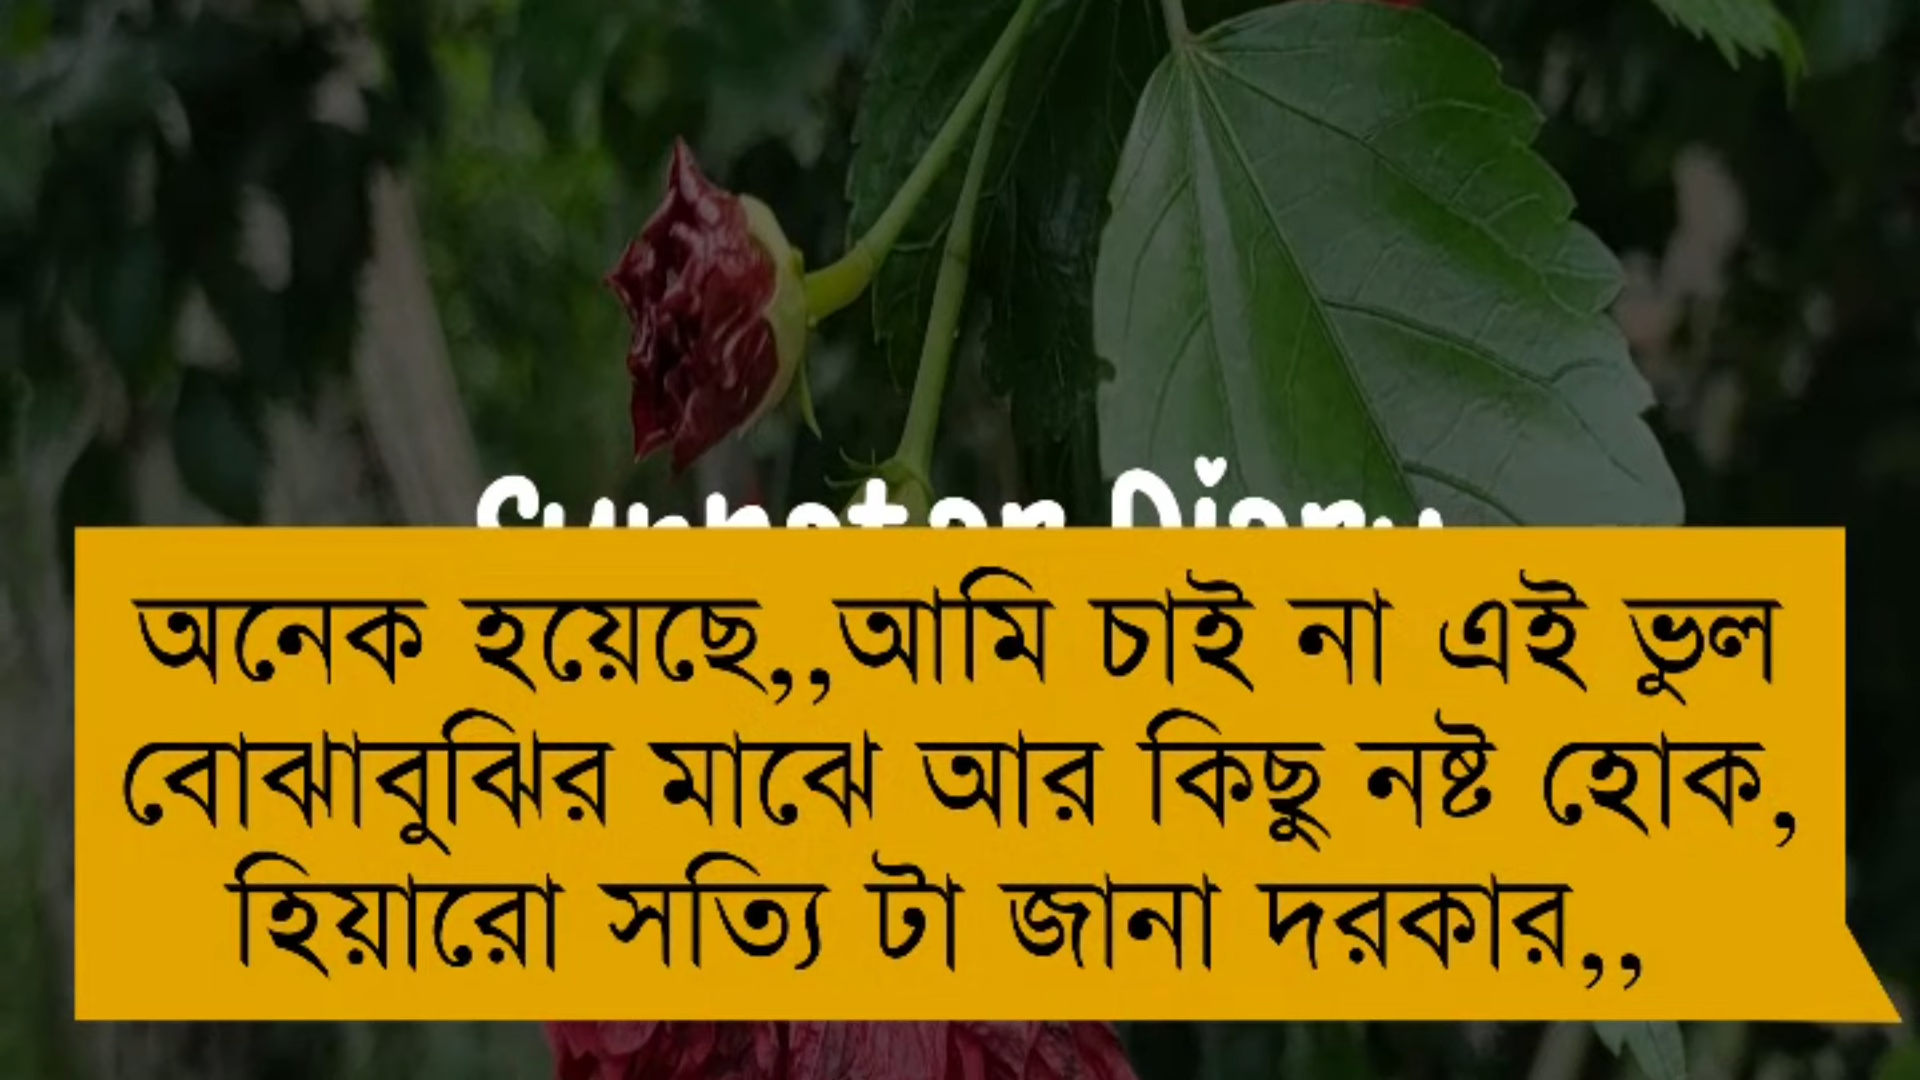 অনেক হয়েছে,,আমি চাই না এই ভুল
বোঝাবুঝির মাঝে আর কিছু নষ্ট হোক,
হিয়ারো সত্যি টা জানা দরকার,,